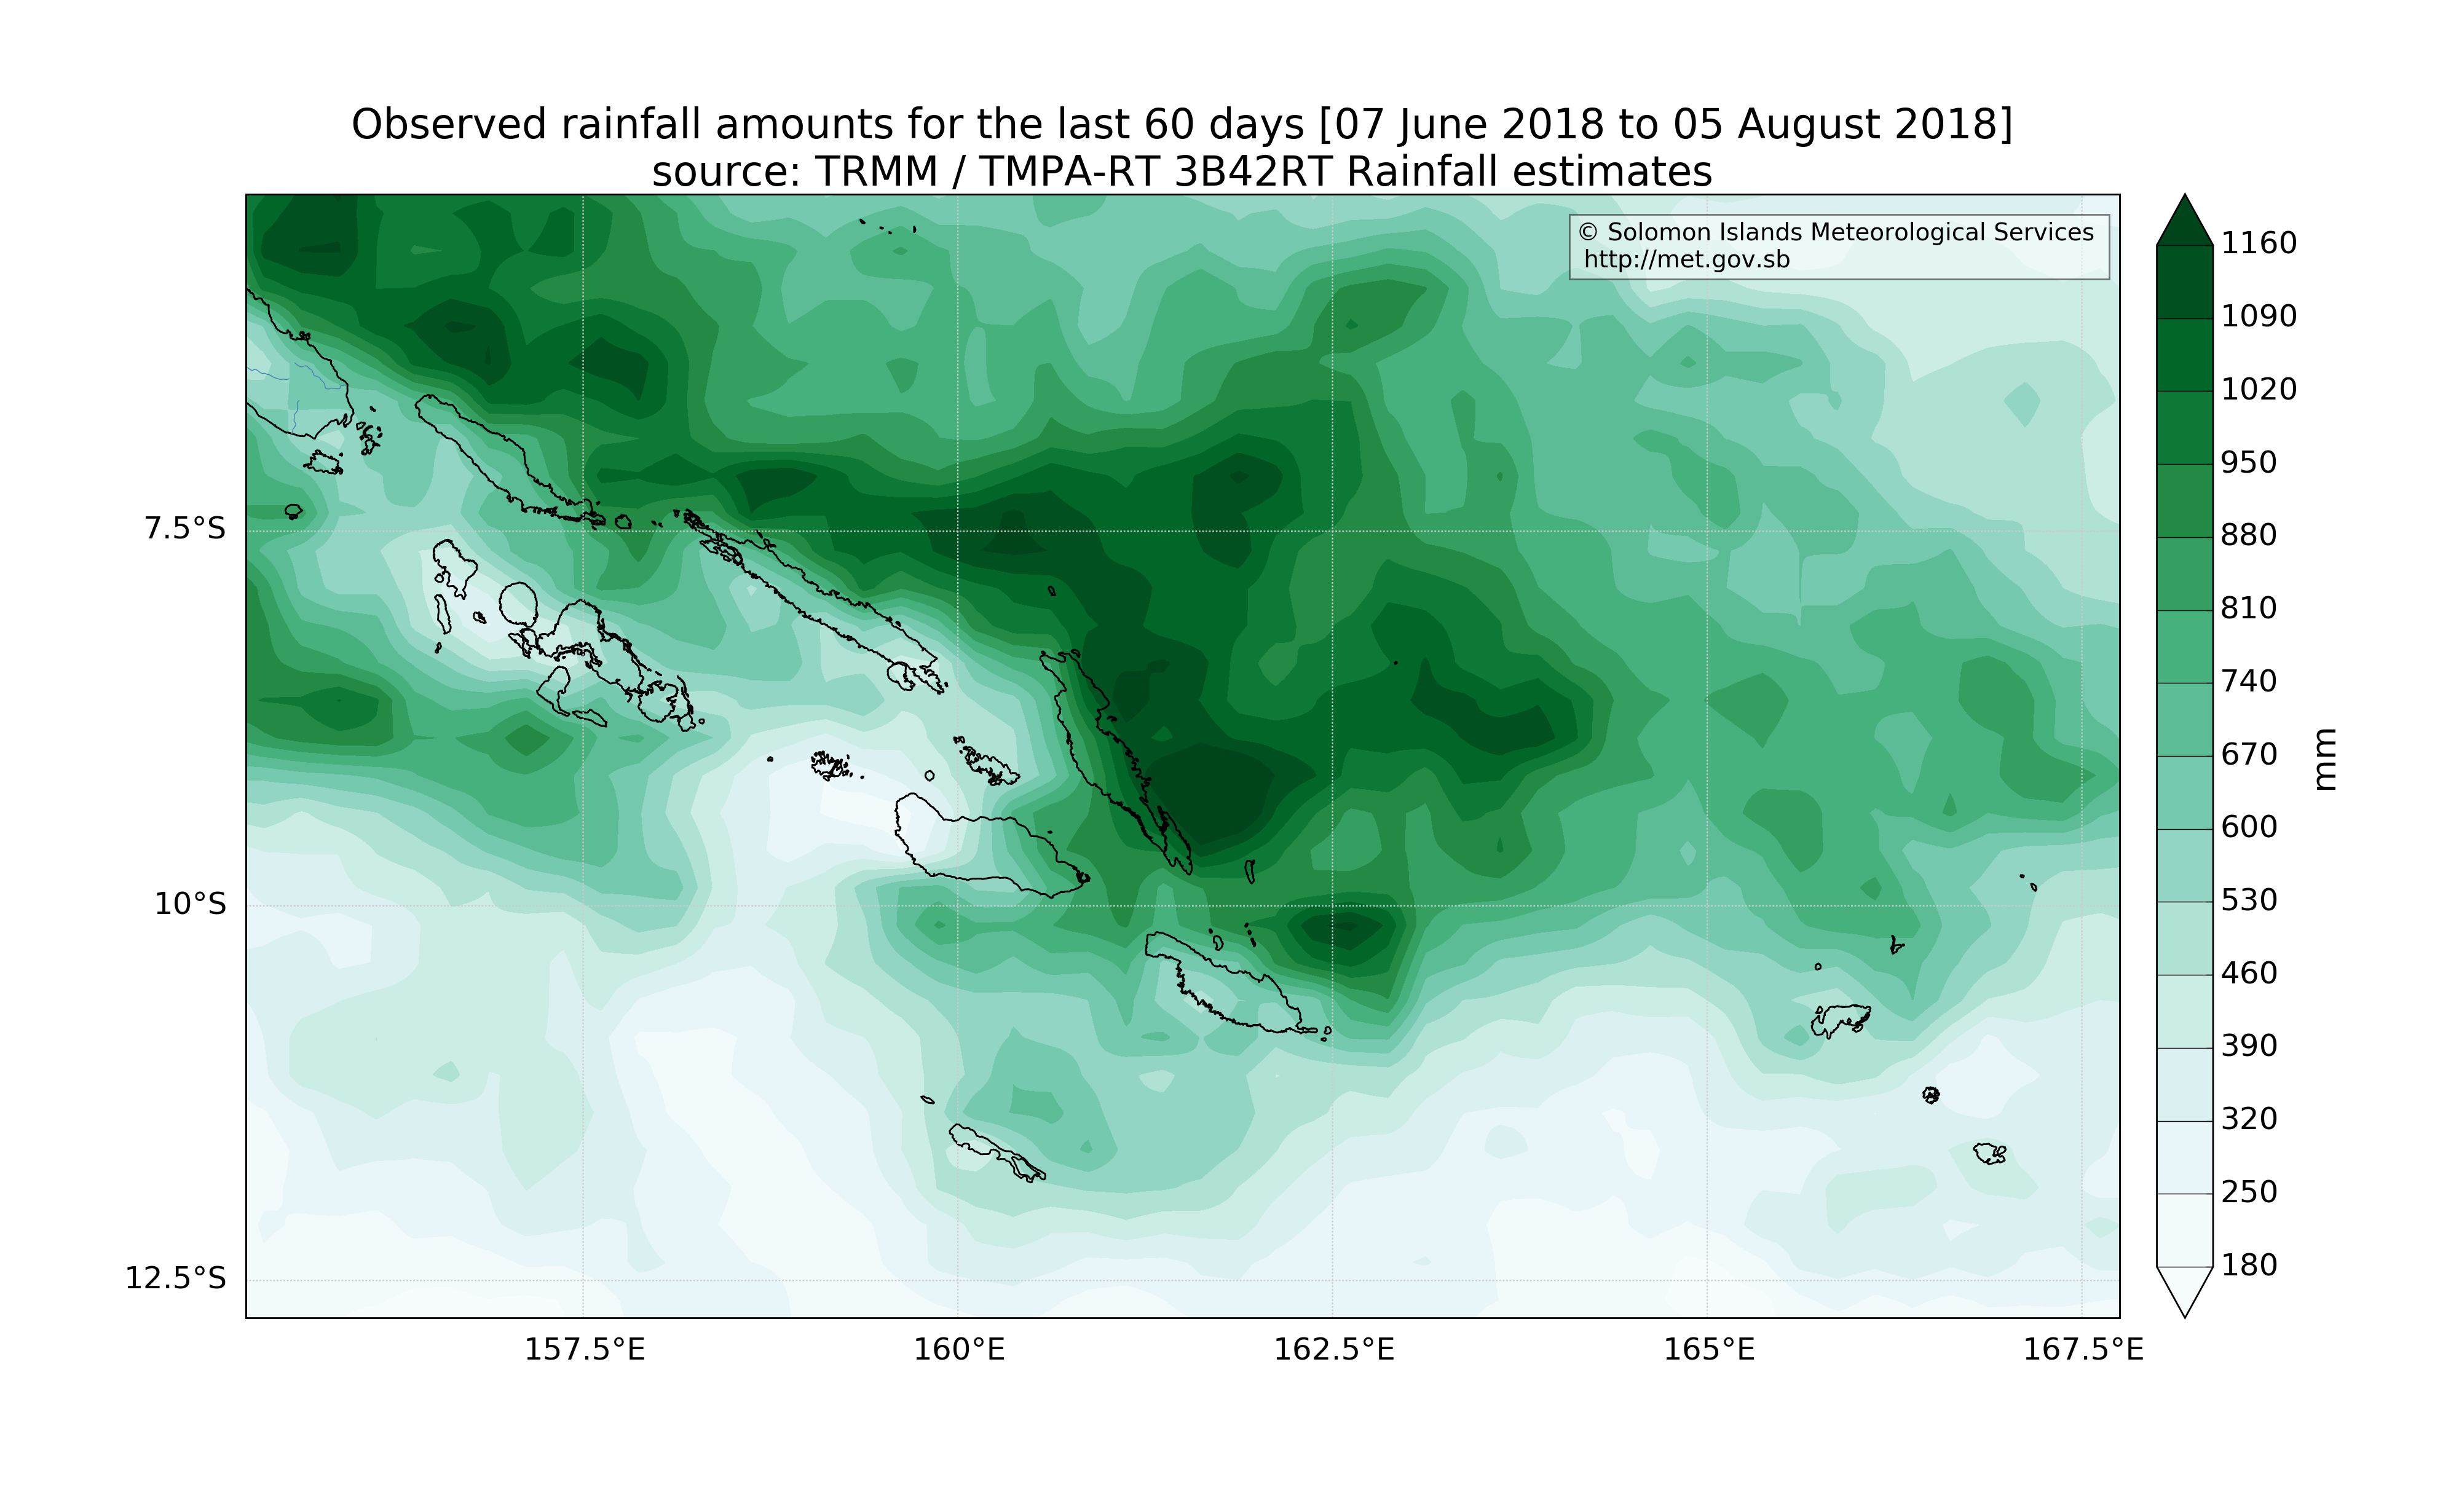 Observed rainfall amounts for the last 60 days [07 June 2018 to 05 August 2018]
source: TRMM / TMPA-RT 3B42RT Rainfall estimates
© Solomon Islands Meteorological Services
http://met.gov.sb
7.5°S
10°S
12.5°S
157.5°E
160°E
162.5°E
165°E
167.5°E
1160
1090
1020
950
880
810
740
670
600
530
460
390
320
250
180
mm